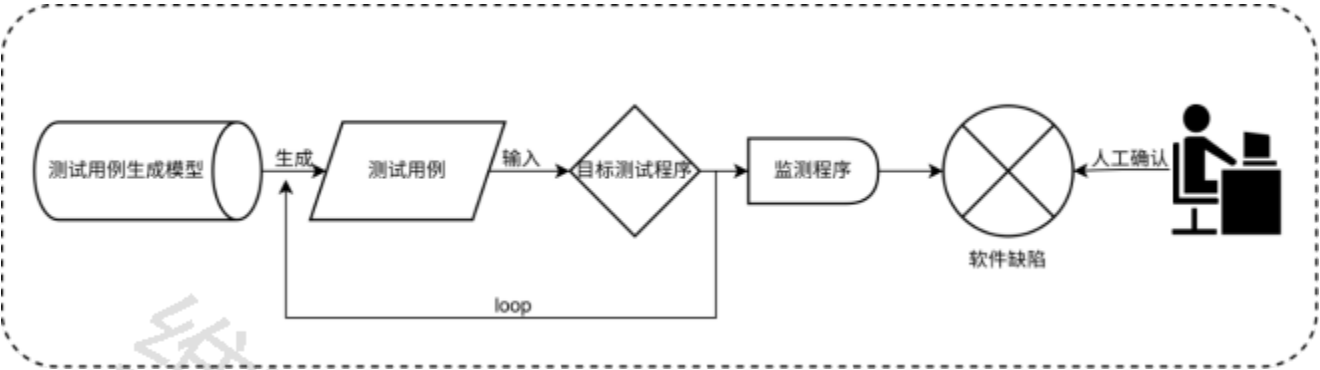 测试用例生成模型
生成
测试用例
输入
目标测试程序
监测程序
人工确认
软件缺陷
loop